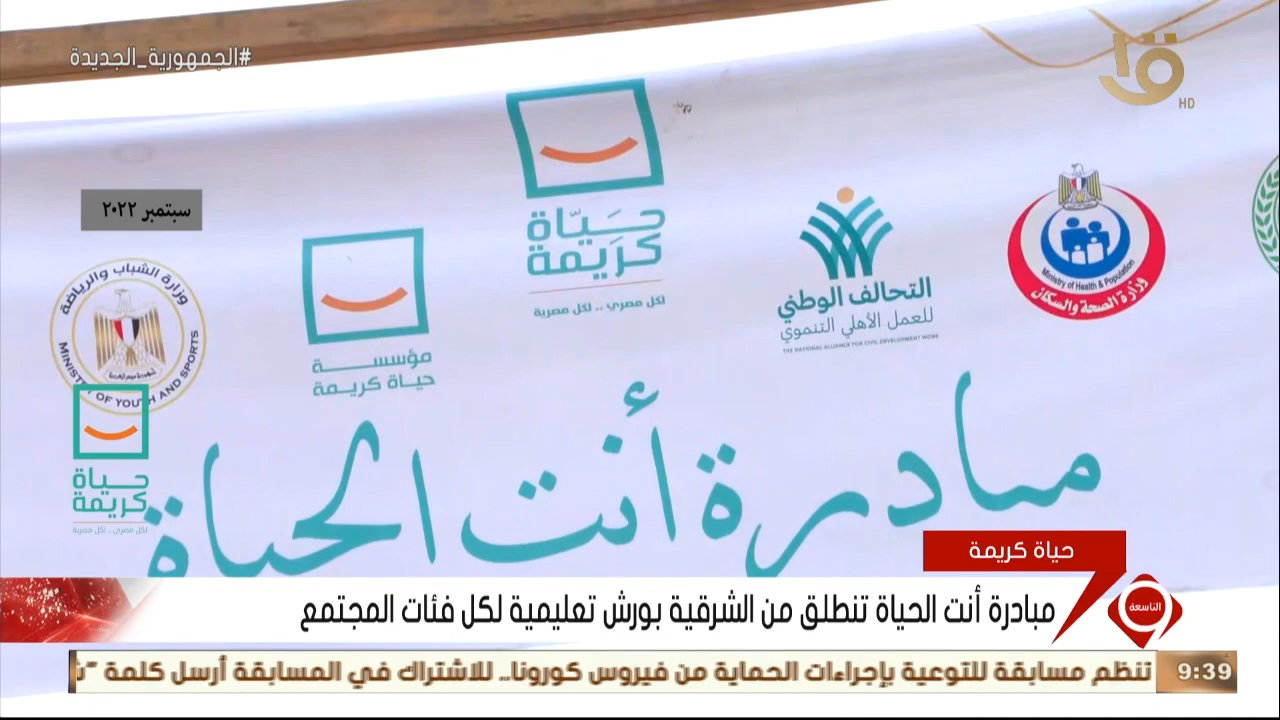 #الجمهورية_الجديدة
HD
سبتمبر ٢٠٢٢
حياة
كريمة
لكل مصري .. لكل مصرية
التحالف الوطني
للعمل الأهلي التنموي
THE NATIONAL ALLIANCE FOR CIVIL DEVELOPMENT WORK
Ministry of Health & Population
وزارة الصحة والسكان
مؤسسة
حياة كريمة
وزارة الشباب والرياضة
MINISTRY OF YOUTH AND SPORTS
مبادرة أنت الحياة
حياة
كريمة
لكل مصري .. لكل مصرية
حياة كريمة
مبادرة أنت الحياة تنطلق من الشرقية بورش تعليمية لكل فئات المجتمع
التاسعة
9:39 تنظم مسابقة للتوعية بإجراءات الحماية من فيروس كورونا.. للاشتراك في المسابقة أرسل كلمة